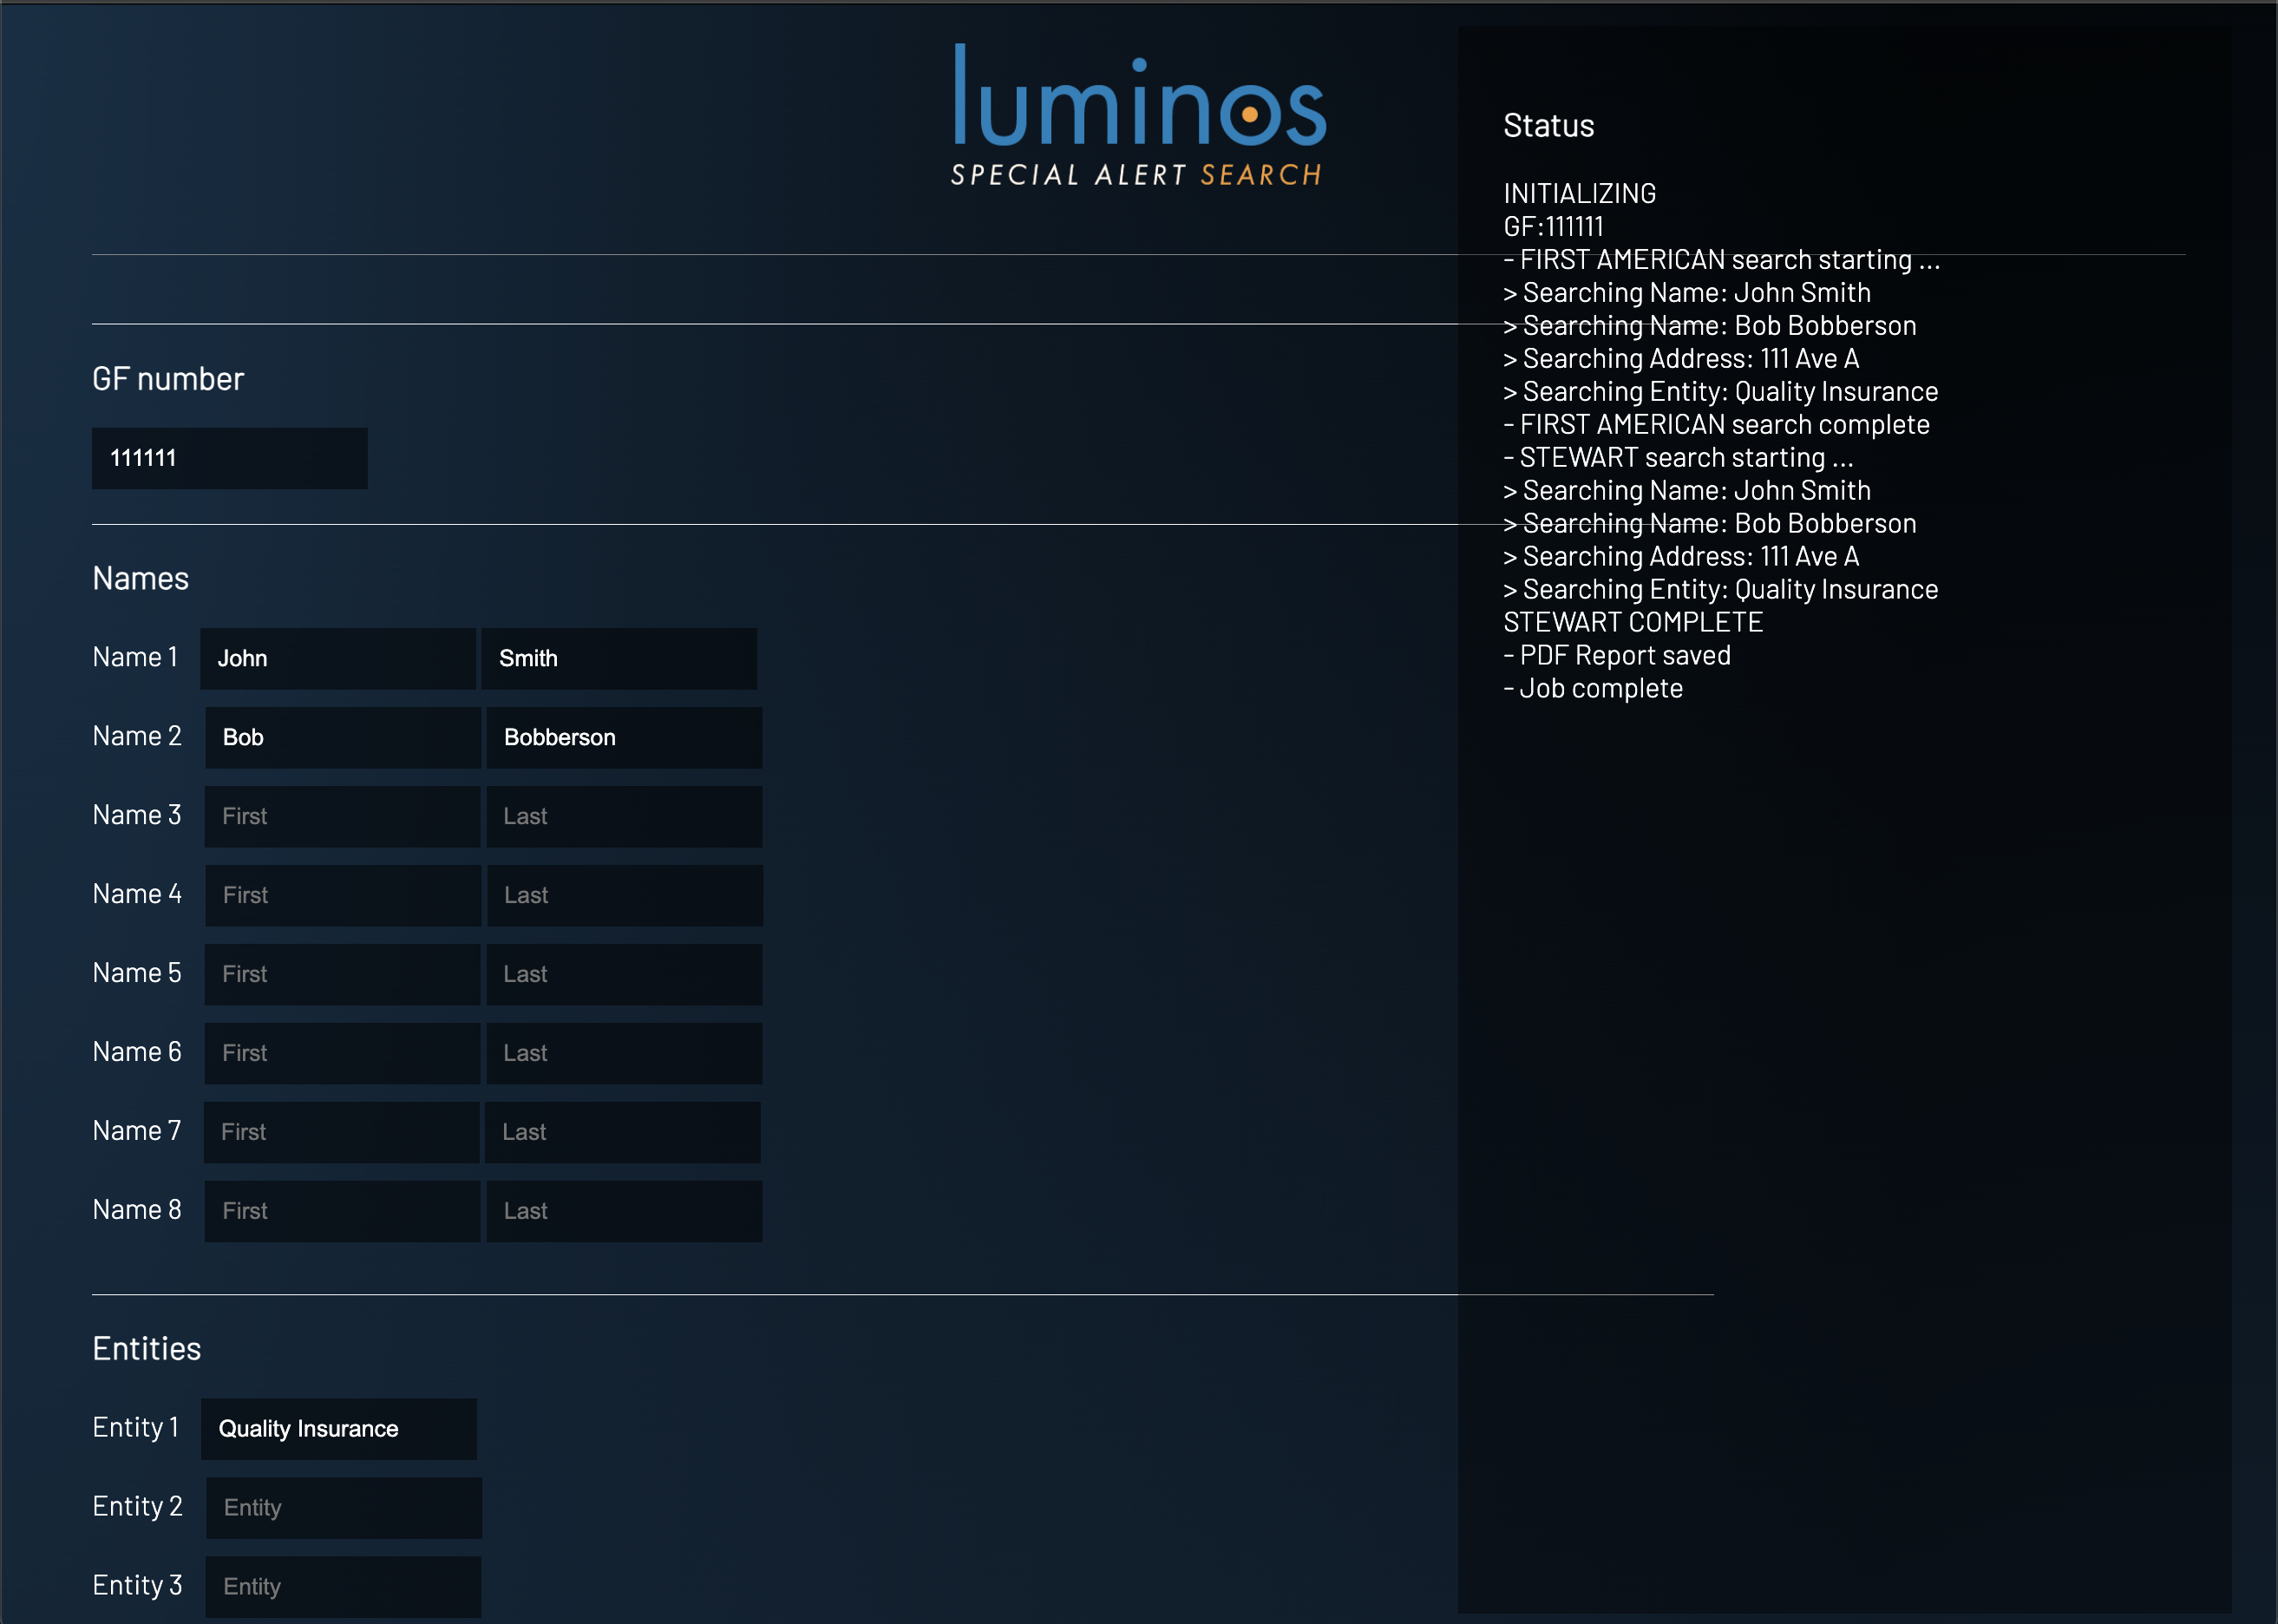 luminos
SPECIAL ALERT SEARCH
GF number
111111
Names
Name 1 John Smith
Name 2 Bob Bobberson
Name 3 First Last
Name 4 First Last
Name 5 First Last
Name 6 First Last
Name 7 First Last
Name 8 First Last
Entities
Entity 1 Quality Insurance
Entity 2 Entity
Entity 3 Entity
Status
INITIALIZING
GF:111111
- FIRST AMERICAN search starting ...
> Searching Name: John Smith
> Searching Name: Bob Bobberson
> Searching Address: 111 Ave A
> Searching Entity: Quality Insurance
- FIRST AMERICAN search complete
- STEWART search starting ...
> Searching Name: John Smith
> Searching Name: Bob Bobberson
> Searching Address: 111 Ave A
> Searching Entity: Quality Insurance
STEWART COMPLETE
- PDF Report saved
- Job complete